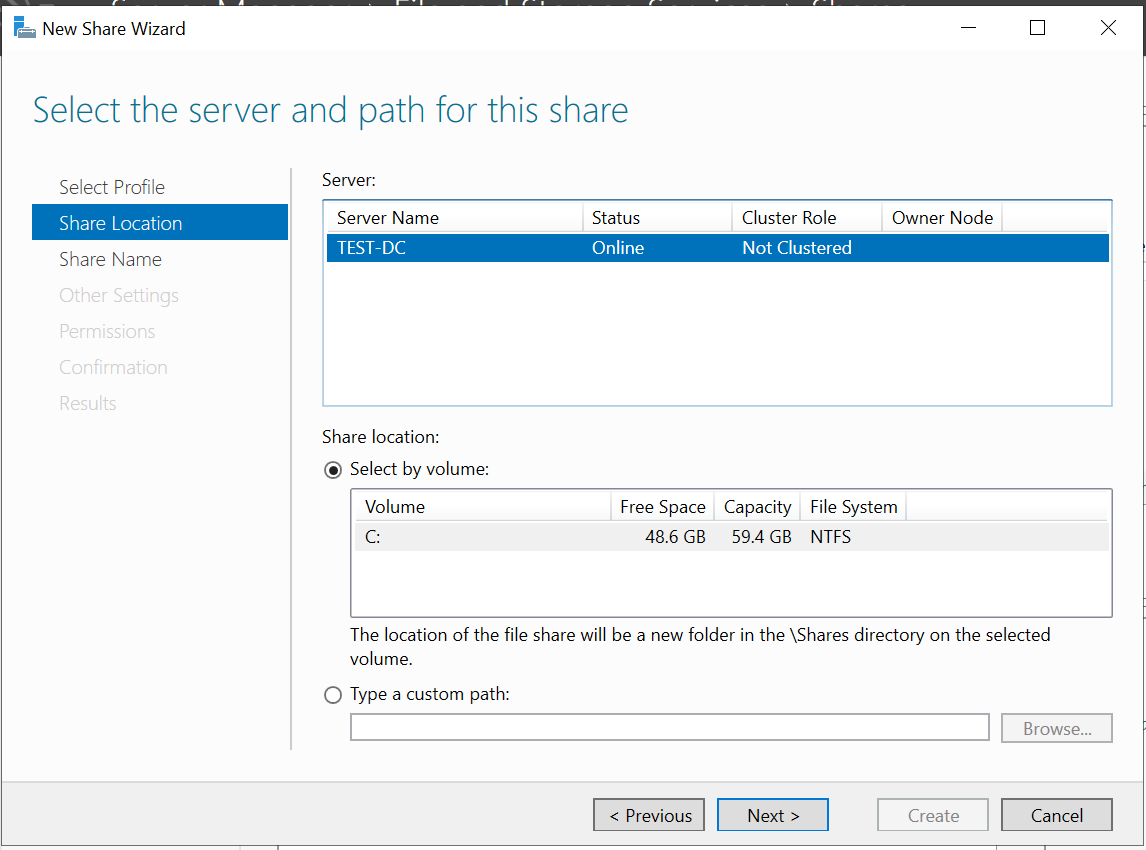 New Share Wizard
Select the server and path for this share
Select Profile
Share Location
Share Name
Other Settings
Permissions
Confirmation
Results
Server:
Server Name Status Cluster Role Owner Node
TEST-DC Online Not Clustered
Share location:
Select by volume:
Volume Free Space Capacity File System
C: 48.6 GB 59.4 GB NTFS
The location of the file share will be a new folder in the \Shares directory on the selected
volume.
Type a custom path:
Browse...
< Previous Next > Create Cancel